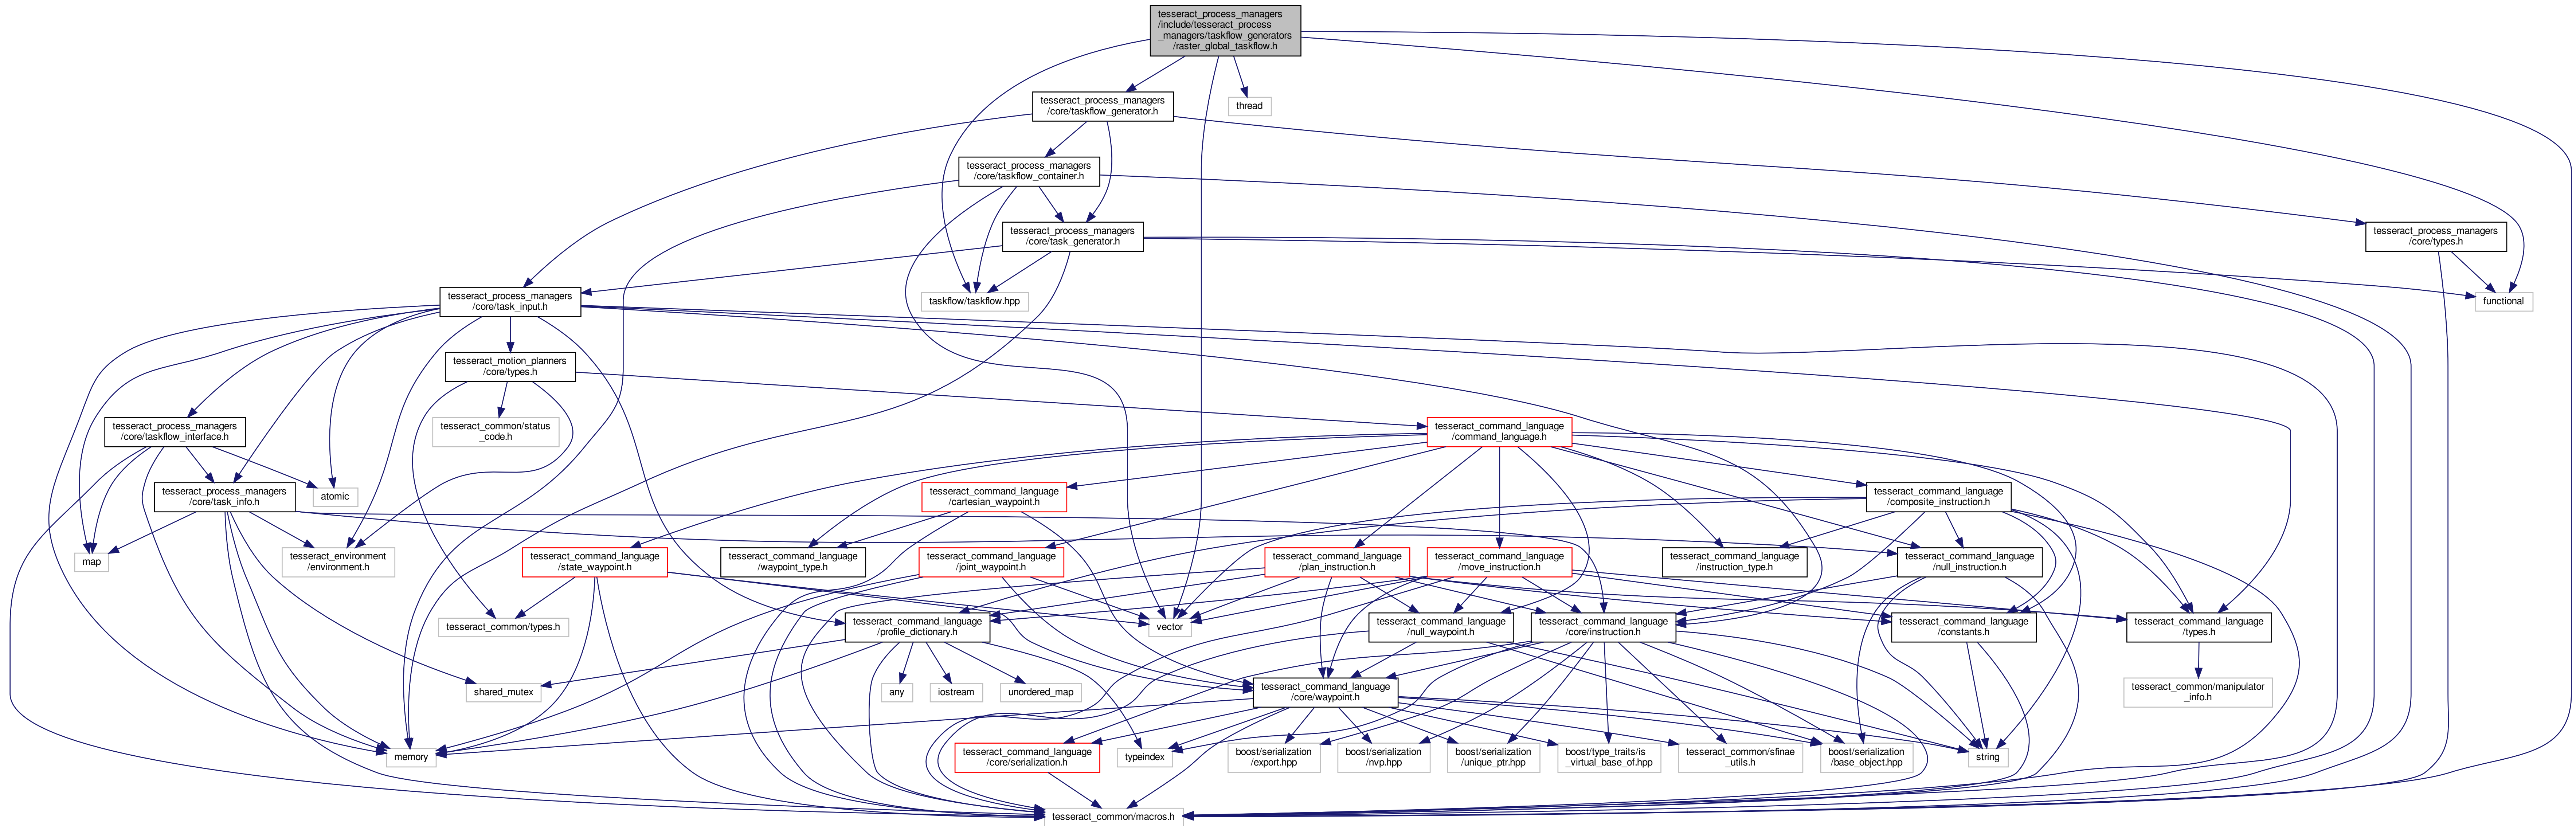 tesseract_process_managers
/include/tesseract_process
_managers/taskflow_generators
/raster_global_taskflow.h
tesseract_process_managers
/core/taskflow_generator.h
thread
tesseract_process_managers
/core/taskflow_container.h
tesseract_process_managers
/core/task_generator.h
tesseract_process_managers
/core/types.h
tesseract_process_managers
/core/task_input.h
taskflow/taskflow.hpp
functional
tesseract_motion_planners
/core/types.h
tesseract_process_managers
/core/taskflow_interface.h
tesseract_common/status
_code.h
tesseract_command_language
/command_language.h
tesseract_process_managers
/core/task_info.h
atomic
tesseract_command_language
/cartesian_waypoint.h
tesseract_command_language
/composite_instruction.h
map
tesseract_environment
/environment.h
tesseract_command_language
/state_waypoint.h
tesseract_command_language
/waypoint_type.h
tesseract_command_language
/joint_waypoint.h
tesseract_command_language
/plan_instruction.h
tesseract_command_language
/move_instruction.h
tesseract_command_language
/instruction_type.h
tesseract_command_language
/null_instruction.h
tesseract_common/types.h
tesseract_command_language
/profile_dictionary.h
vector
tesseract_command_language
/null_waypoint.h
tesseract_command_language
/core/instruction.h
tesseract_command_language
/constants.h
tesseract_command_language
/types.h
shared_mutex
any
iostream
unordered_map
tesseract_command_language
/core/waypoint.h
tesseract_common/manipulator
_info.h
memory
tesseract_command_language
/core/serialization.h
typeindex
boost/serialization
/export.hpp
boost/serialization
/nvp.hpp
boost/serialization
/unique_ptr.hpp
boost/type_traits/is
_virtual_base_of.hpp
tesseract_common/sfinae
_utils.h
boost/serialization
/base_object.hpp
string
tesseract_common/macros.h